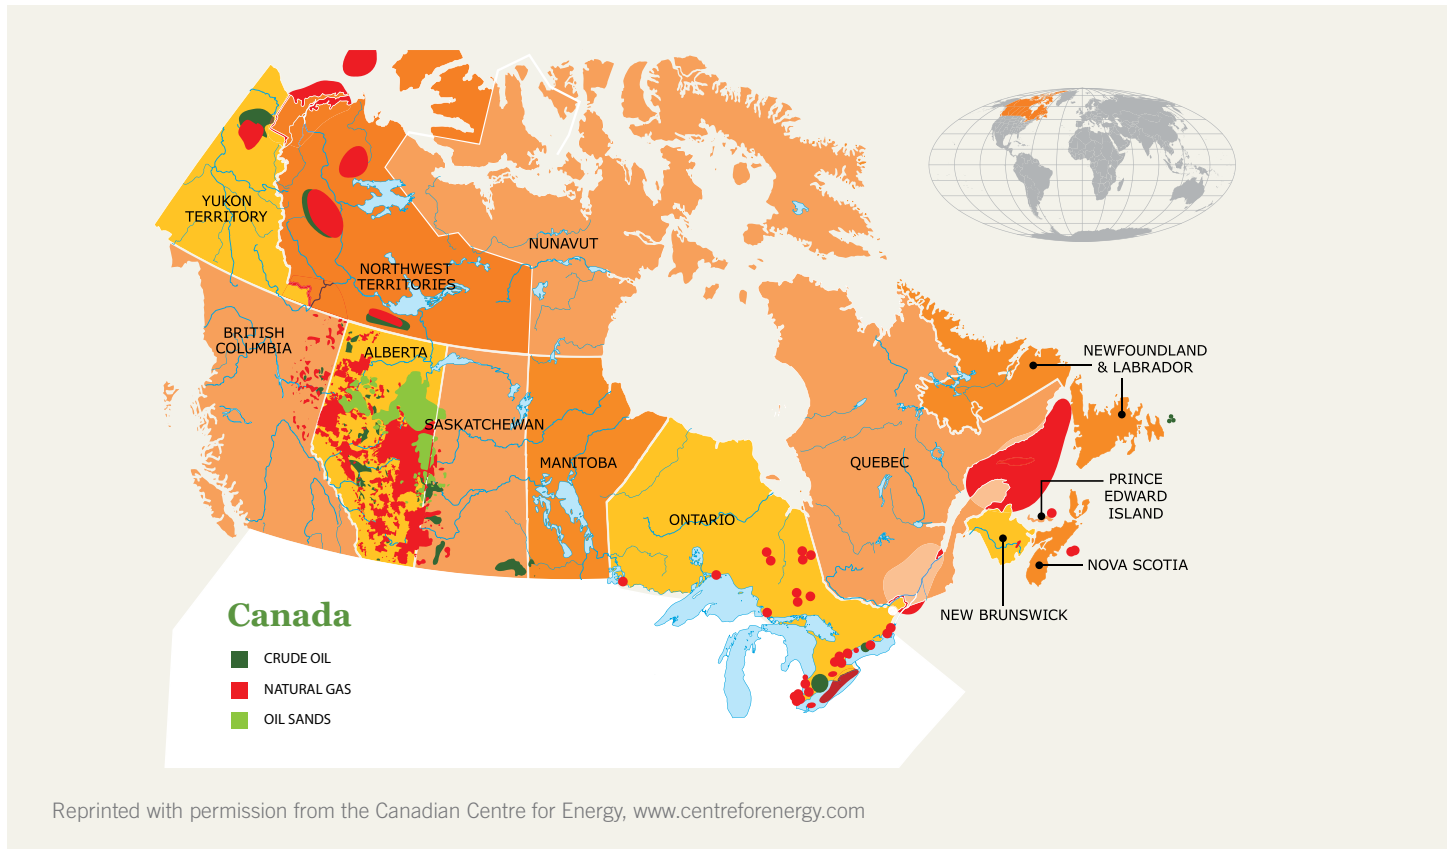 YUKON
TERRITORY
NUNAVUT
NORTHWEST
TERRITORIES
BRITISH
COLUMBIA
ALBERTA
NEWFOUNDLAND
& LABRADOR
SASKATCHEWAN
MANITOBA
QUEBEC
PRINCE
EDWARD
ISLAND
ONTARIO
NOVA SCOTIA
NEW BRUNSWICK
Canada
CRUDE OIL
NATURAL GAS
OIL SANDS
Reprinted with permission from the Canadian Centre for Energy, www.centreforenergy.com